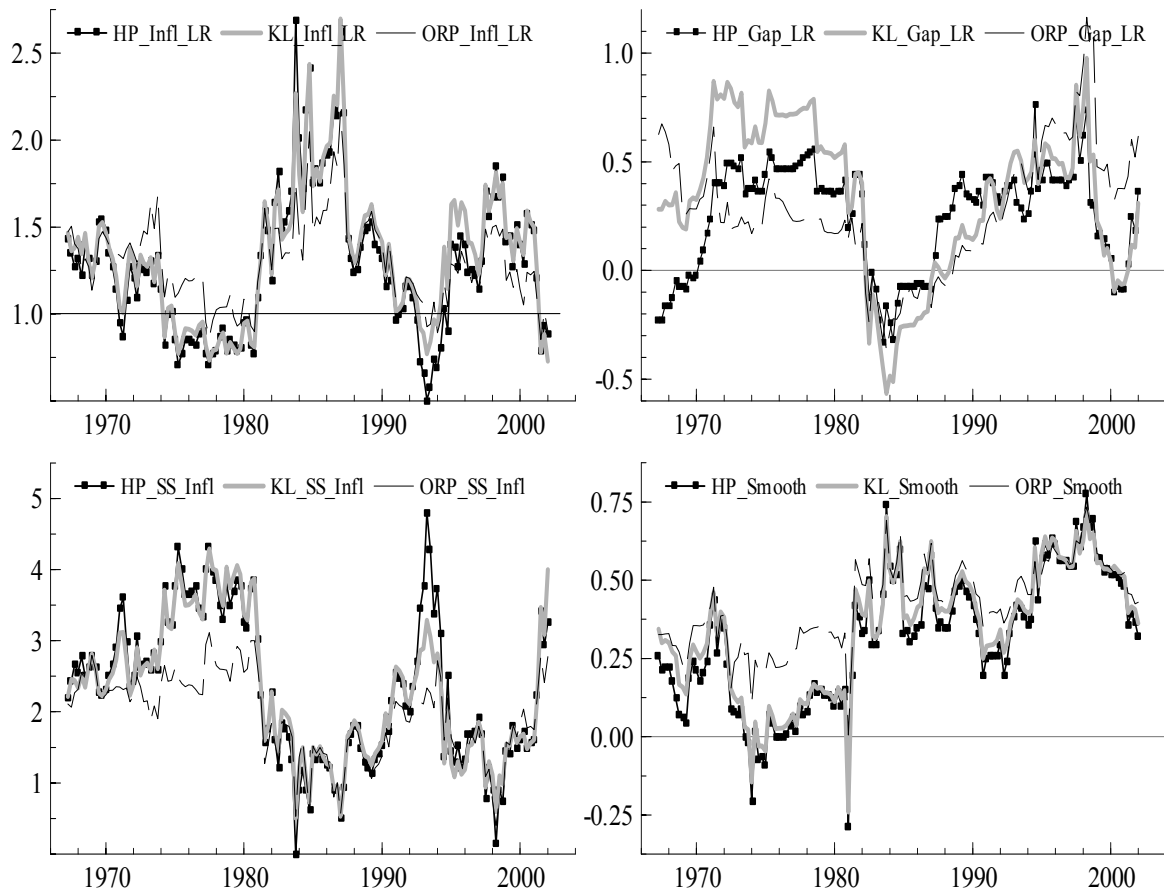 HP_Infl_LR KL_Infl_LR ORP_Infl_LR
2.5
2.0
1.5
1.0
1970 1980 1990 2000
HP_Gap_LR KL_Gap_LR ORP_Gap_LR
1.0
0.5
0.0
-0.5
1970 1980 1990 2000
HP_SS_Infl KL_SS_Infl ORP_SS_Infl
5
4
3
2
1
1970 1980 1990 2000
HP_Smooth KL_Smooth ORP_Smooth
0.75
0.50
0.25
0.00
-0.25
1970 1980 1990 2000